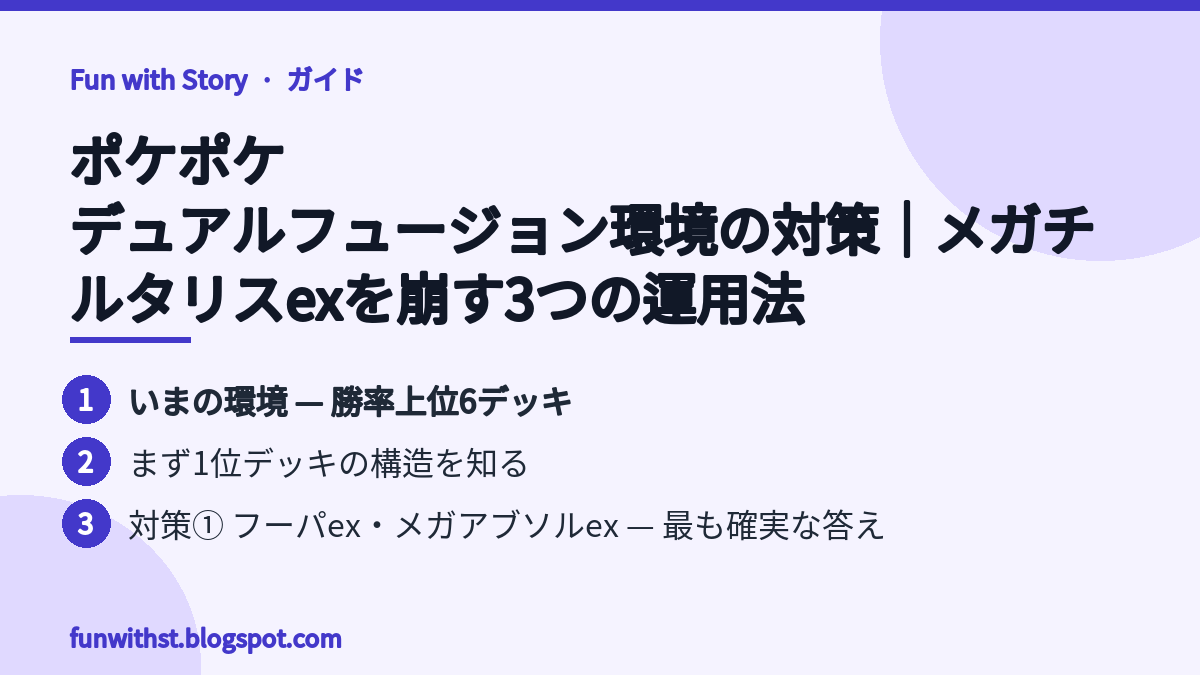 Fun with Story · ガイド
ポケポケ
デュアルフュージョン環境の対策｜メガチ
ルタリスexを崩す3つの運用法
1 いまの環境 — 勝率上位6デッキ
2 まず1位デッキの構造を知る
3 対策① フーパex・メガアブソルex — 最も確実な答え
funwithst.blogspot.com